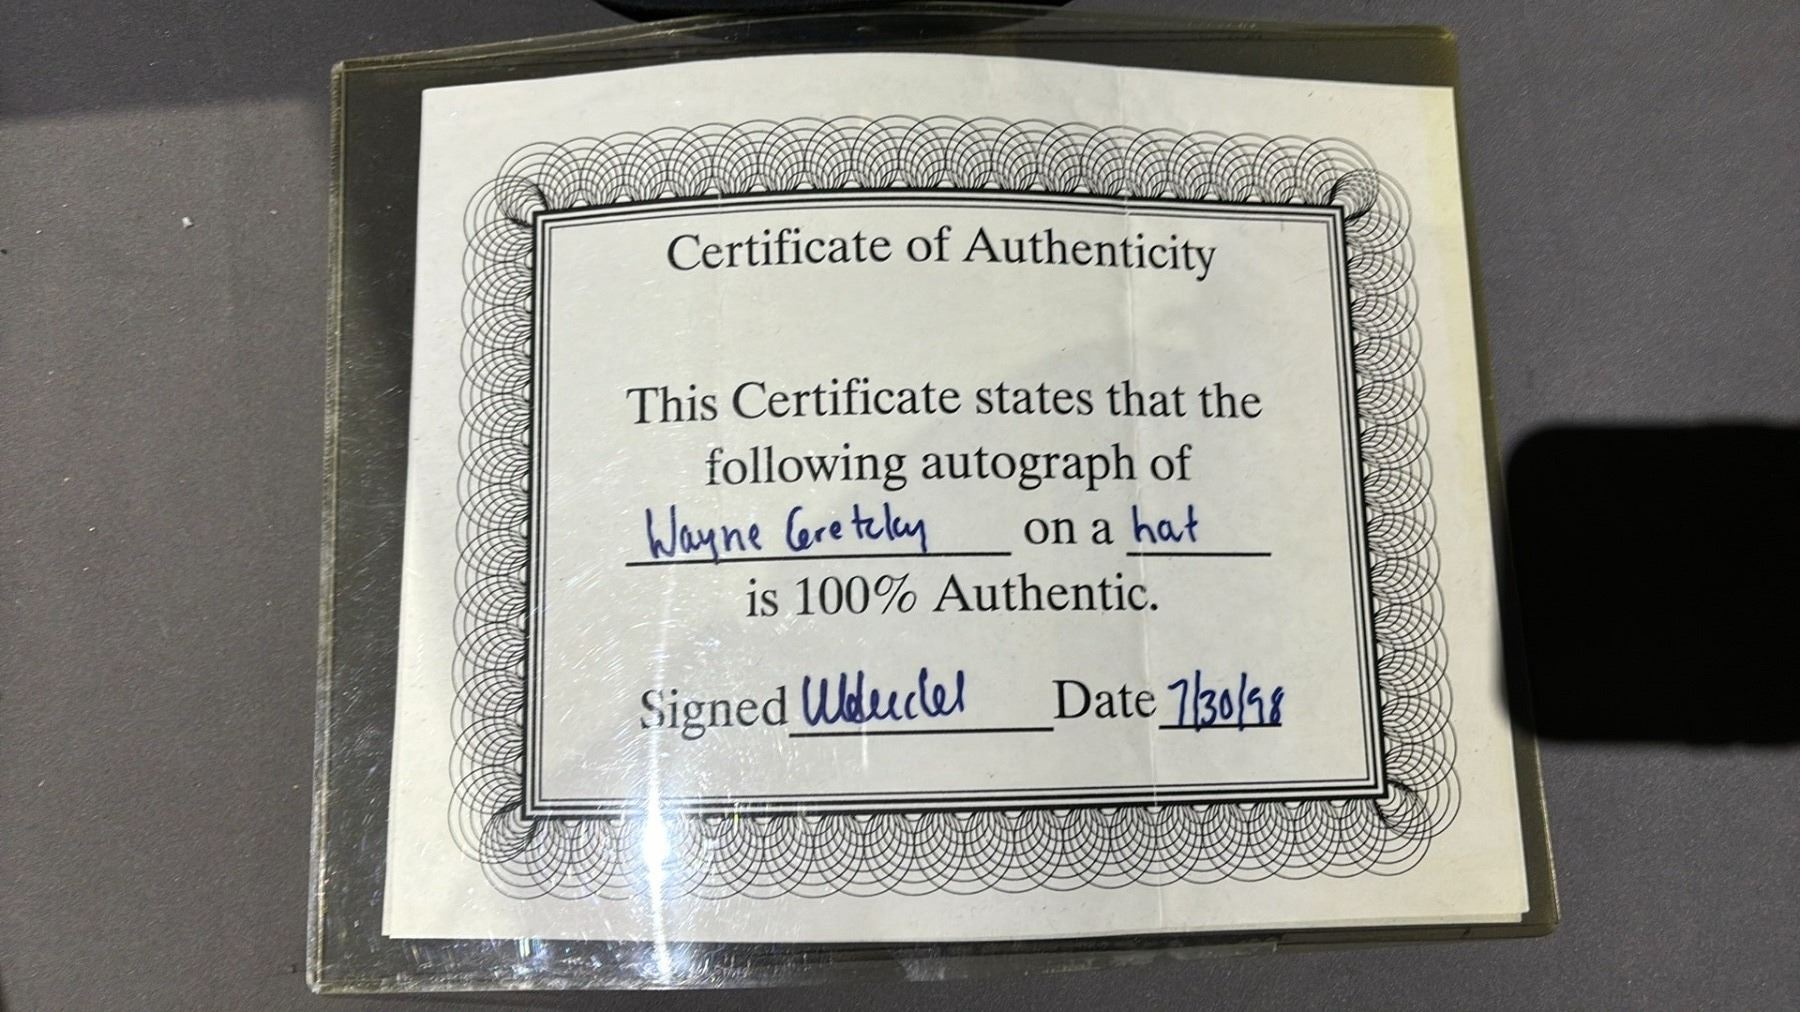 Certificate of Authenticity
This Certificate states that the
following autograph of
Wayne Gretzky on a hat
is 100% Authentic.
Signed Date 7/30/98